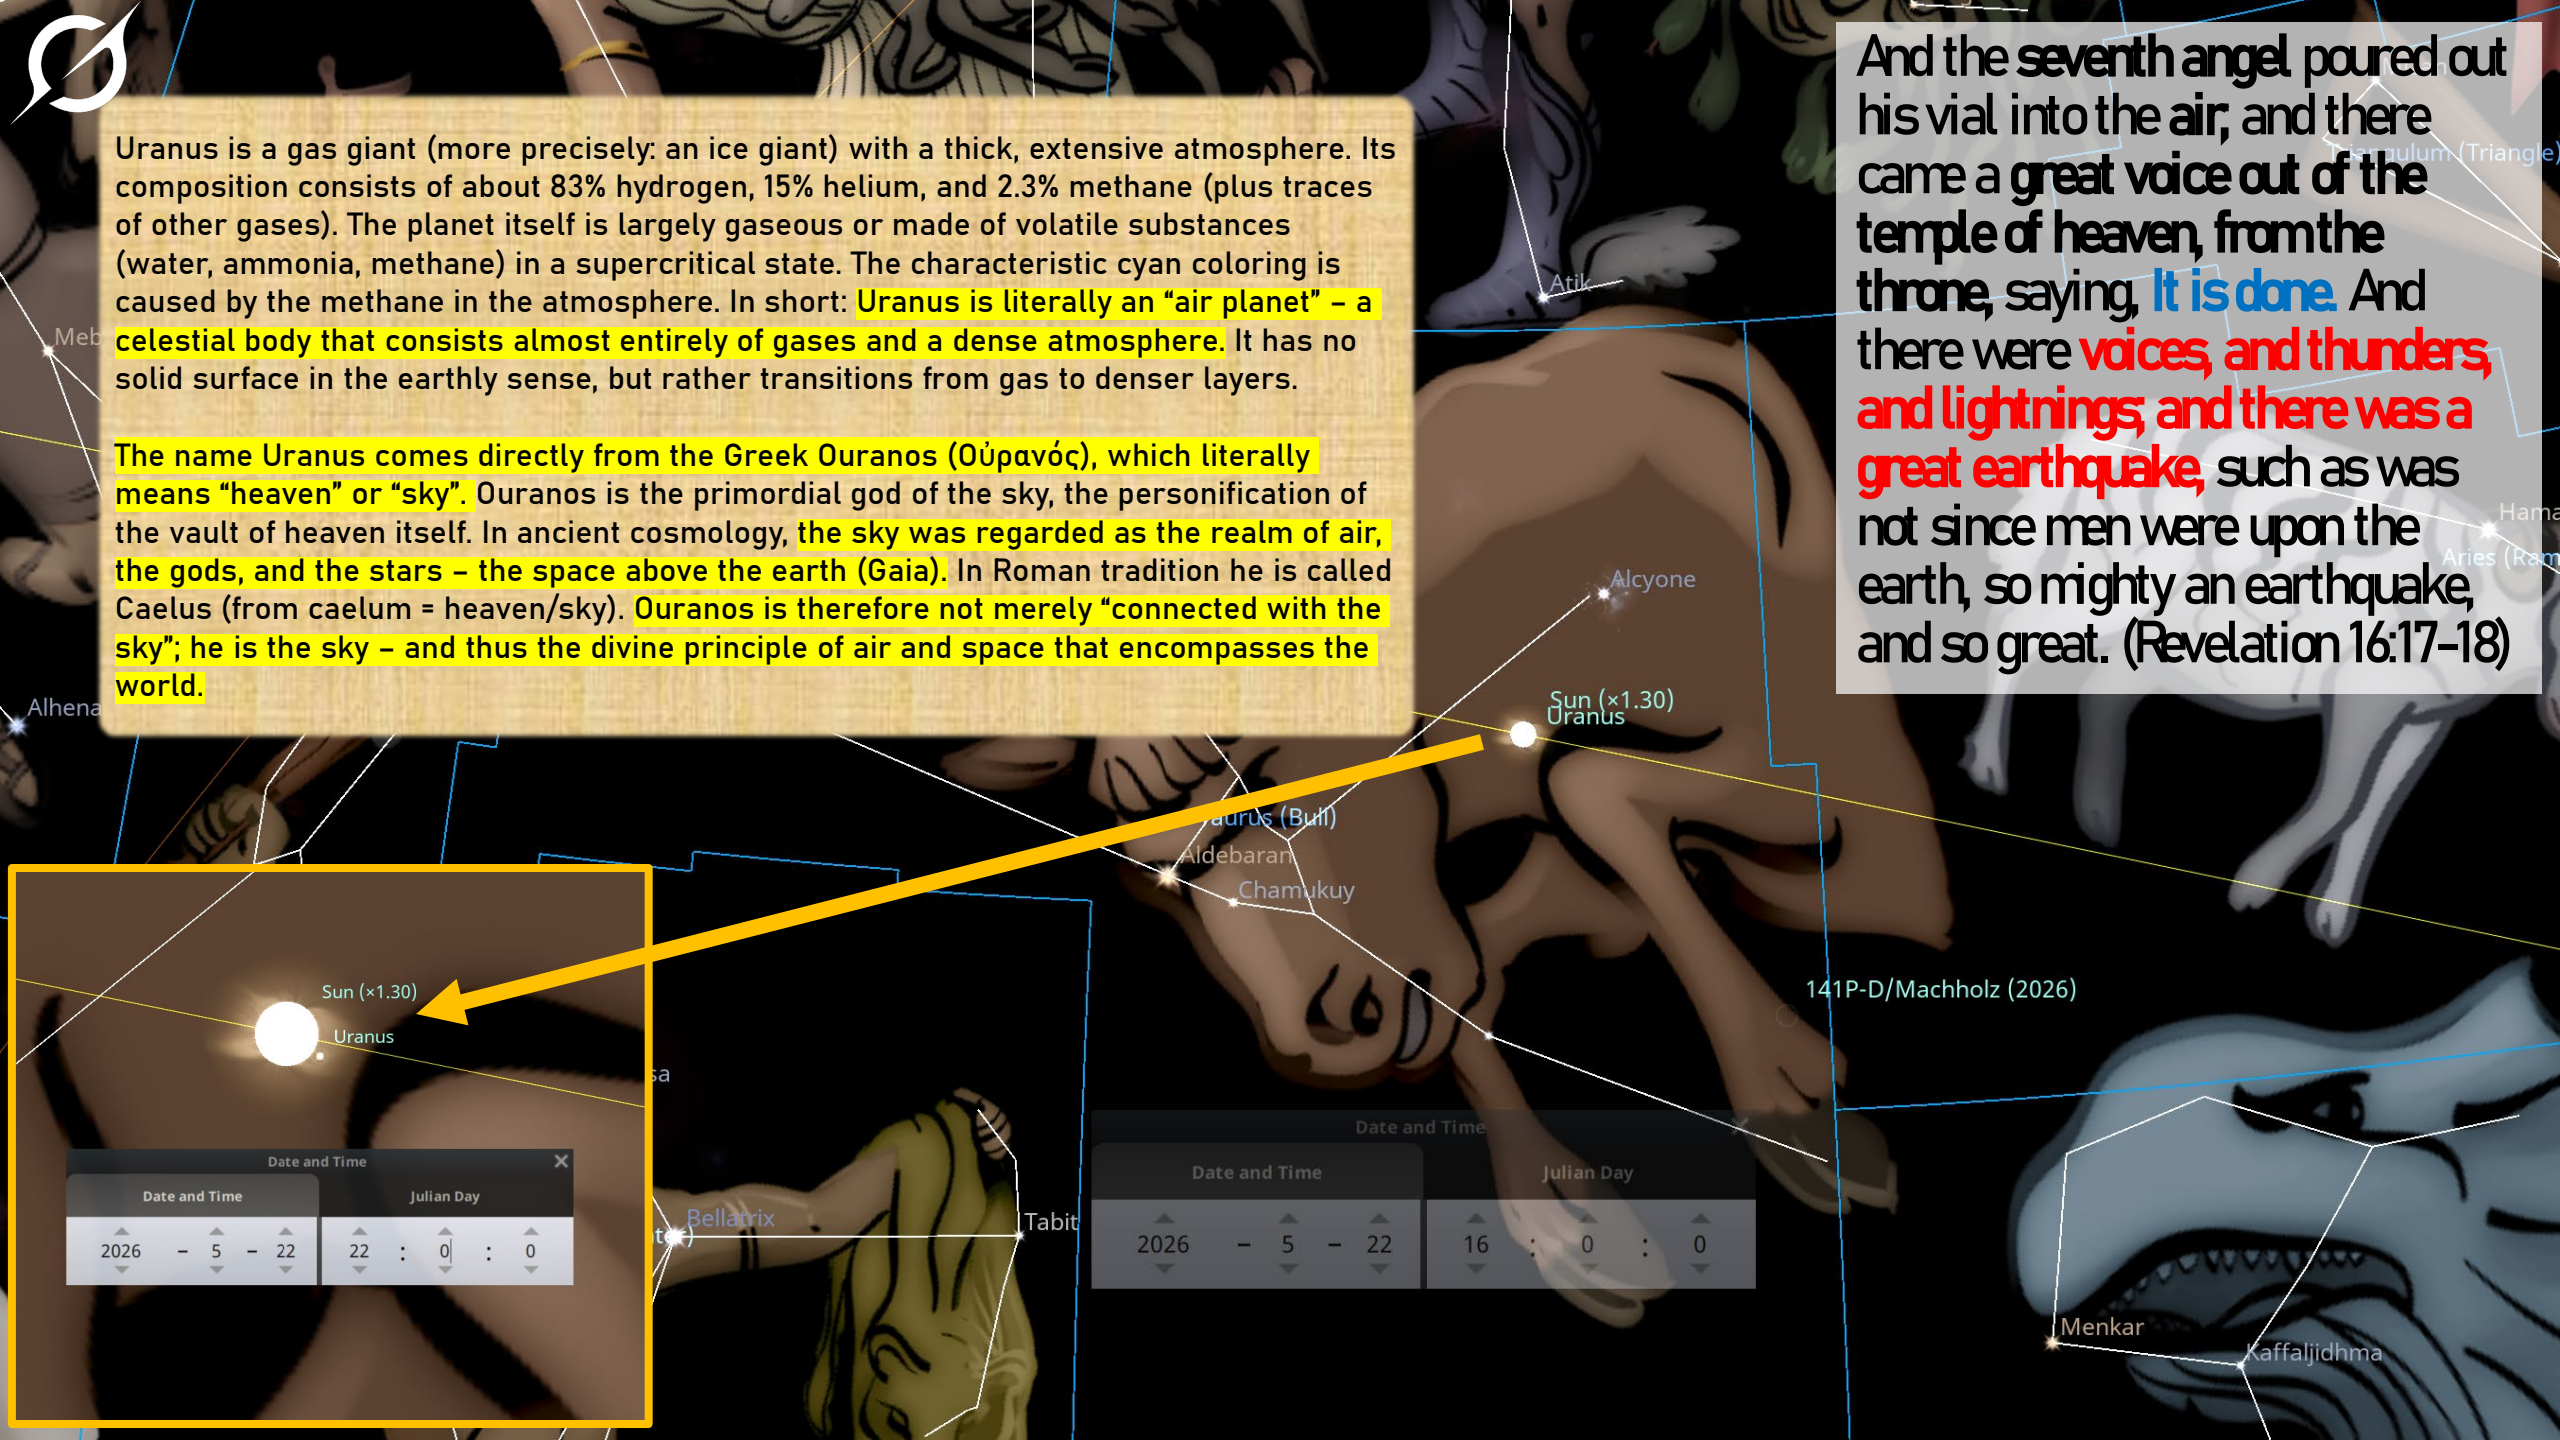 Uranus is a gas giant (more precisely: an ice giant) with a thick, extensive atmosphere. Its
composition consists of about 83% hydrogen, 15% helium, and 2.3% methane (plus traces
of other gases). The planet itself is largely gaseous or made of volatile substances
(water, ammonia, methane) in a supercritical state. The characteristic cyan coloring is
caused by the methane in the atmosphere. In short: Uranus is literally an “air planet” – a
celestial body that consists almost entirely of gases and a dense atmosphere. It has no
solid surface in the earthly sense, but rather transitions from gas to denser layers.
The name Uranus comes directly from the Greek Ouranos (Οὐρανός), which literally
means “heaven” or “sky”. Ouranos is the primordial god of the sky, the personification of
the vault of heaven itself. In ancient cosmology, the sky was regarded as the realm of air,
the gods, and the stars – the space above the earth (Gaia). In Roman tradition he is called
Caelus (from caelum = heaven/sky). Ouranos is therefore not merely “connected with the
sky”; he is the sky – and thus the divine principle of air and space that encompasses the
world.
And the seventh angel poured out
his vial into the air; and there
came a great voice out of the
temple of heaven, from the
throne, saying, It is done. And
there were voices, and thunders,
and lightnings; and there was a
great earthquake, such as was
not since men were upon the
earth, so mighty an earthquake,
and so great. (Revelation 16:17-18)
Triangulum (Triangle)
Atik
Meb
Hama
Aries (Ram
Alcyone
Alhena
Sun (×1.30)
Uranus
Taurus (Bull)
Aldebaran
Chamukuy
141P-D/Machholz (2026)
Sun (×1.30)
Uranus
sa
Date and Time
Date and Time
Julian Day
2026 – 5 – 22 22 : 0 : 0
Bellatrix
Tabit
Date and Time
Date and Time
Julian Day
2026 – 5 – 22 16 : 0 : 0
Menkar
Kaffaljidhma